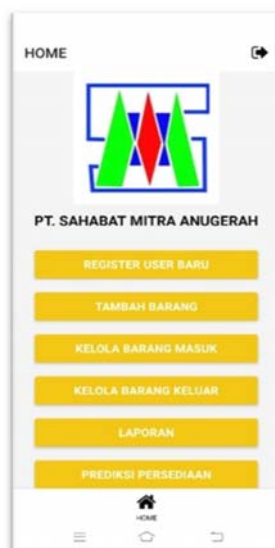 HOME
PT. SAHABAT MITRA ANUGERAH
REGISTER USER BARU
TAMBAH BARANG
KELOLA BARANG MASUK
KELOLA BARANG KELUAR
LAPORAN
PREDIKSI PERSEDIAAN
HOME